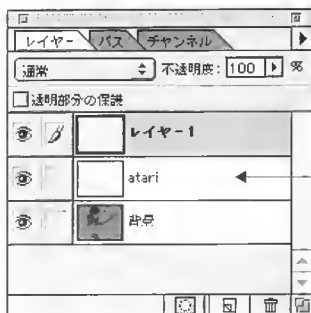 レイヤー パス チャンネル
通常 不透明度: 100 %
透明部分の保護
レイヤー1
atari
背景